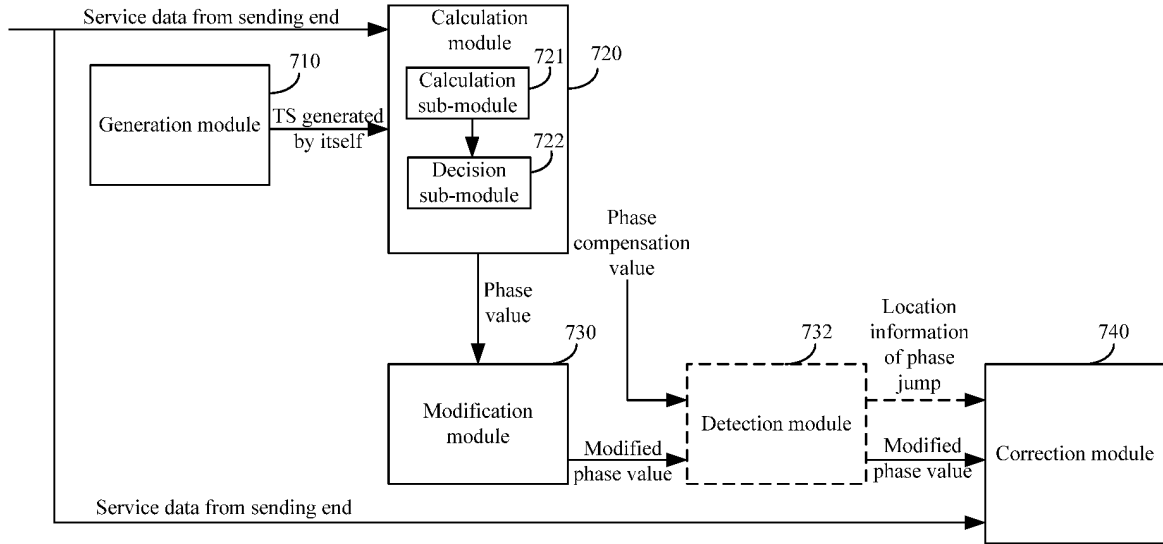 Service data from sending end
Calculation
module
720
710
721
Calculation
sub-module
Generation module
TS generated
by itself
722
Decision
sub-module
Phase
compensation
value
Phase
value
730
732
Location
information
of phase
jump
740
Modification
module
Detection module
Modified
phase value
Modified
phase value
Correction module
Service data from sending end